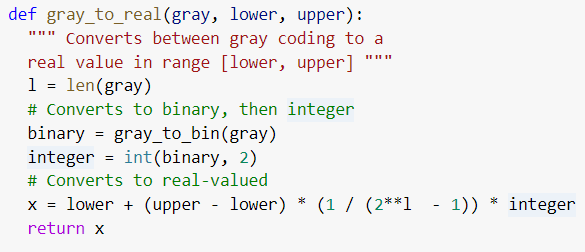 def gray_to_real(gray, lower, upper):
  """ Converts between gray coding to a
  real value in range [lower, upper] """
  l = len(gray)
  # Converts to binary, then integer
  binary = gray_to_bin(gray)
  integer = int(binary, 2)
  # Converts to real-valued
  x = lower + (upper - lower) * (1 / (2**l  - 1)) * integer
  return x